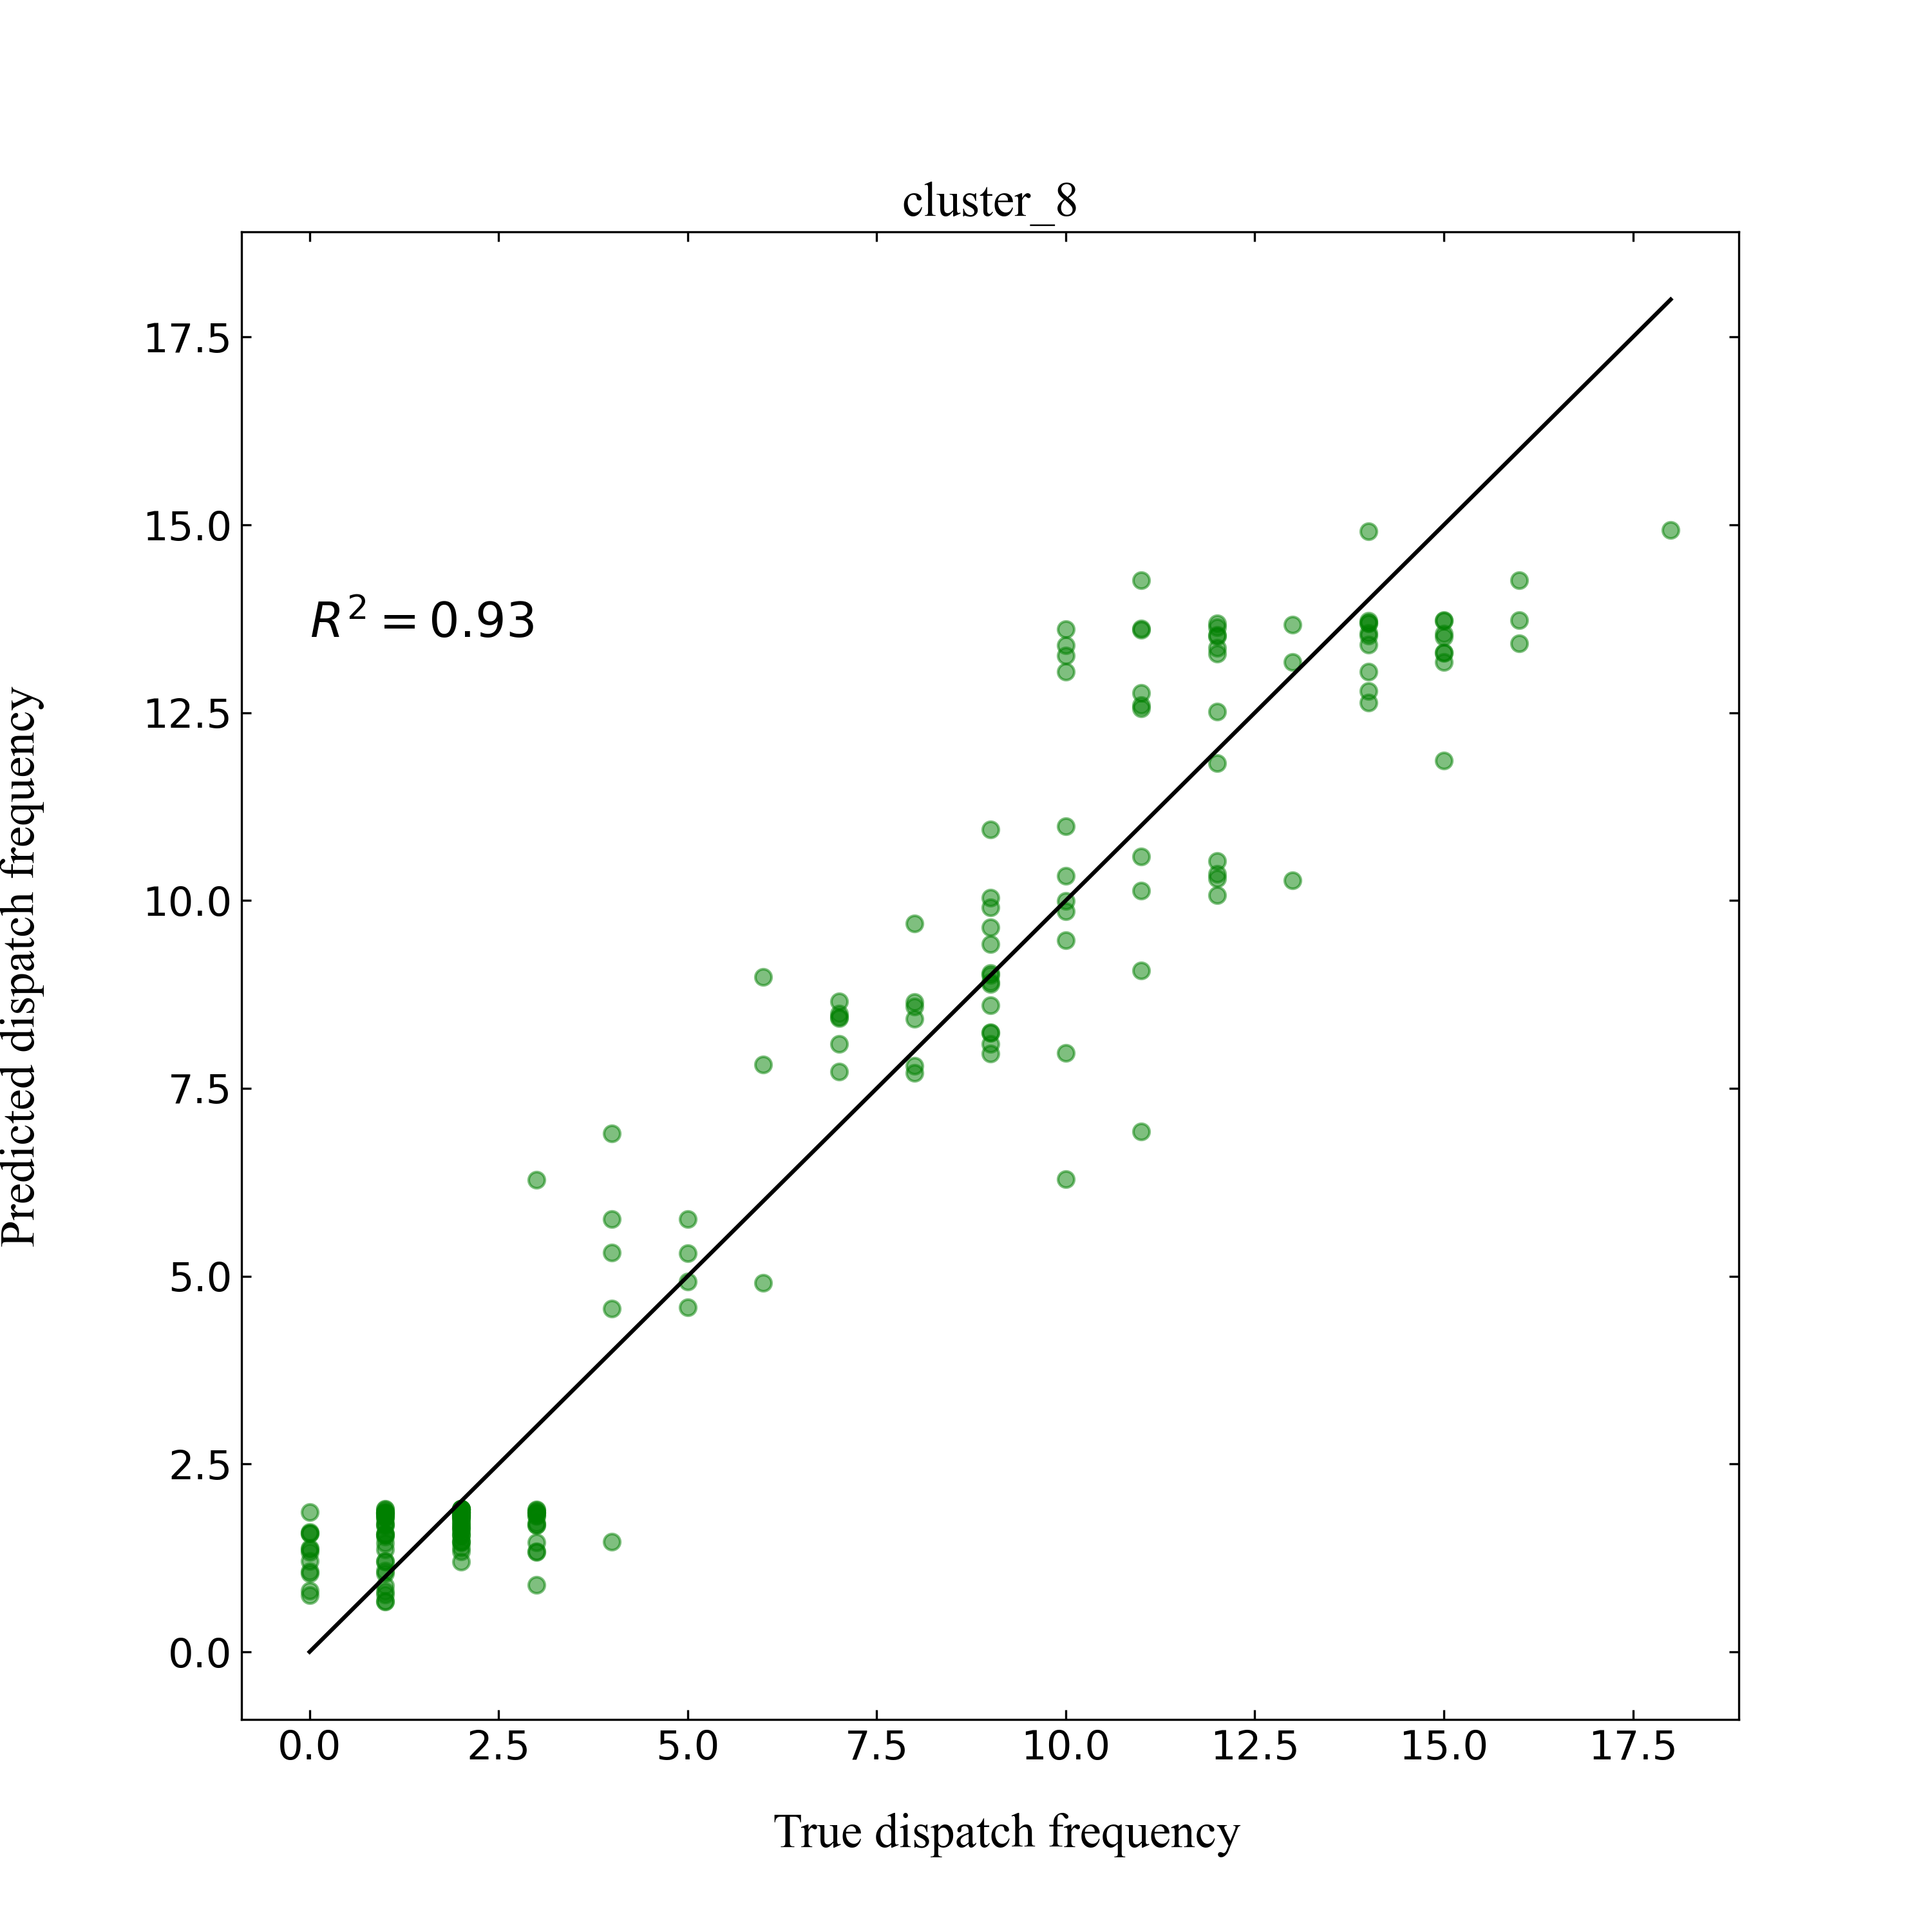 cluster_8
17.5
15.0
12.5
10.0
7.5
5.0
2.5
0.0
R² = 0.93
Predicted dispatch frequency
0.0 2.5 5.0 7.5 10.0 12.5 15.0 17.5
True dispatch frequency